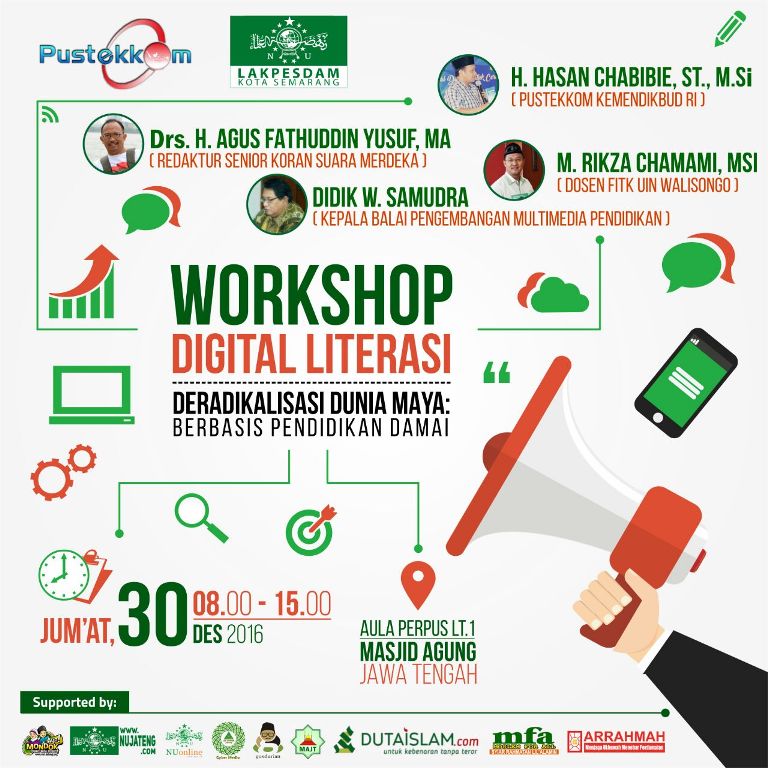 Pustekkom
N U
LAKPESDAM
KOTA SEMARANG
H. HASAN CHABIBIE, ST., M.Si
( PUSTEKKOM KEMENDIKBUD RI )
Drs. H. AGUS FATHUDDIN YUSUF, MA
( REDAKTUR SENIOR KORAN SUARA MERDEKA )
M. RIKZA CHAMAMI, MSI
( DOSEN FITK UIN WALISONGO )
DIDIK W. SAMUDRA
( KEPALA BALAI PENGEMBANGAN MULTIMEDIA PENDIDIKAN )
WORKSHOP
DIGITAL LITERASI
DERADIKALISASI DUNIA MAYA:
BERBASIS PENDIDIKAN DAMAI
JUM'AT, 30
08.00 - 15.00
DES 2016
AULA PERPUS LT.1
MASJID AGUNG
JAWA TENGAH
Supported by:
MONDOK
WWW.
NUJATENG
.COM
NUonline
Cyber Media
gusdurian
MAJT
DUTAISLAM.com
untuk kebenaran tanpa teror
mfa
ARRAHMAH